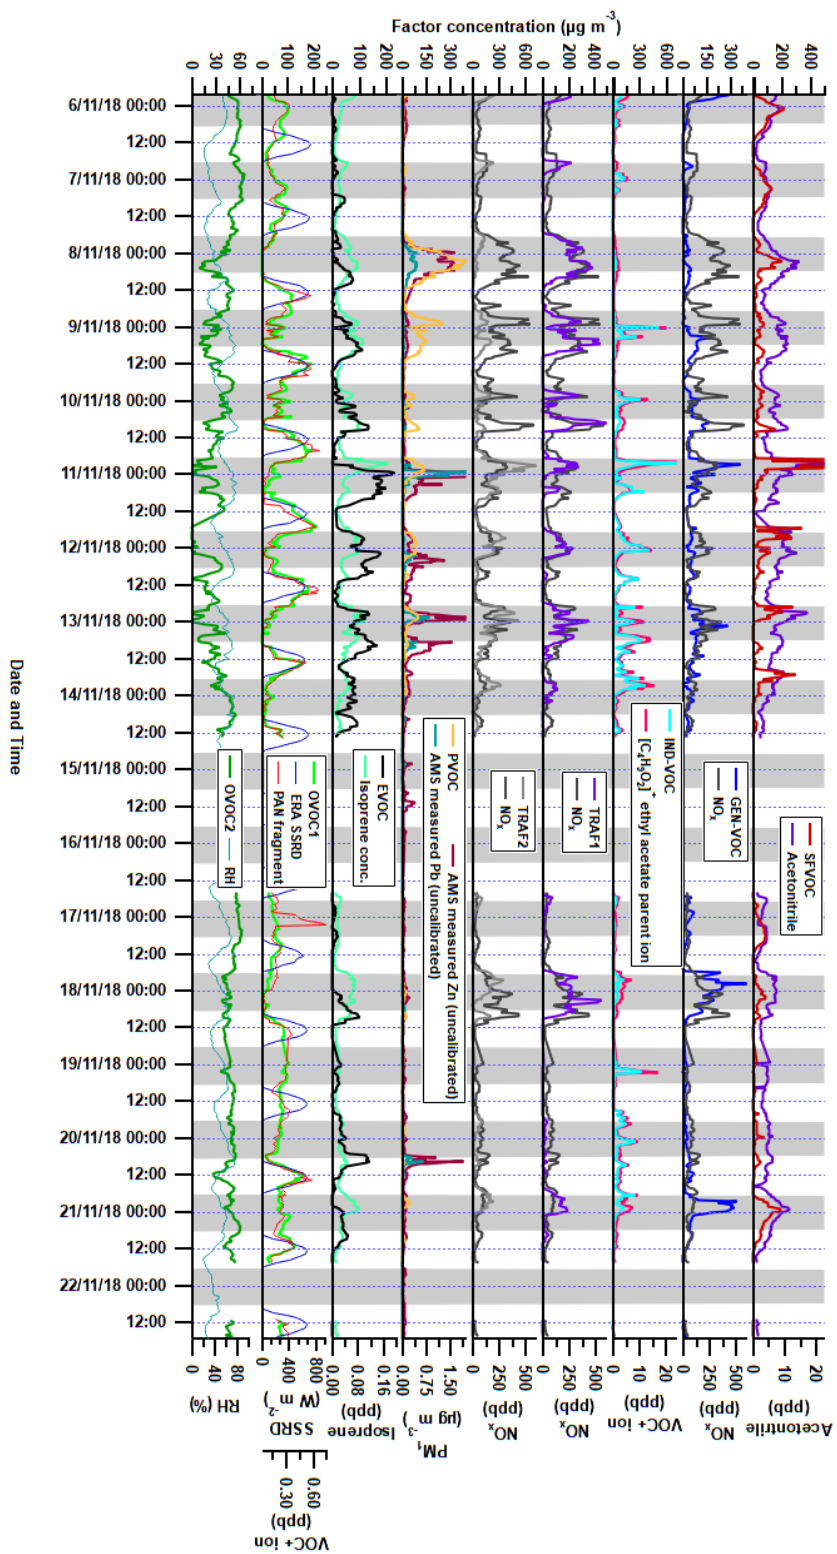 Factor concentration (µg m⁻³)
0 30 60
0 100 200
0 100
0 150 300
0 100
0 200 400
0 100 200
0 150 300
0 200 400
6/11/18 00:00
12:00
7/11/18 00:00
12:00
8/11/18 00:00
12:00
9/11/18 00:00
12:00
10/11/18 00:00
12:00
11/11/18 00:00
12:00
12/11/18 00:00
12:00
13/11/18 00:00
12:00
14/11/18 00:00
12:00
15/11/18 00:00
12:00
16/11/18 00:00
12:00
17/11/18 00:00
12:00
18/11/18 00:00
12:00
19/11/18 00:00
12:00
20/11/18 00:00
12:00
21/11/18 00:00
12:00
22/11/18 00:00
12:00
Date and Time
SFVOC
Acetonitrile
GEN-VOC
NOₓ
IND-VOC
[C₄H₉O₂]⁺ ethyl acetate parent ion
TRAF1
NOₓ
TRAF2
NOₓ
PVOC
AMS measured Zn (uncalibrated)
AMS measured Pb (uncalibrated)
EVOC
Isoprene conc.
OVOC1
ERA SSRD
PAN fragment
OVOC2
RH
0 40 80
RH (%)
0 400 800
SSRD
(W m⁻²)
0.00 0.08 0.16
Isoprene
(ppb)
0.00 0.75 1.50
PM₁
(µg m⁻³)
0 250 500
NOₓ
(ppb)
0 250 500
NOₓ
(ppb)
0 10 20
VOC+ ion
(ppb)
0 250 500
NOₓ
(ppb)
0 10 20
Acetontrile
(ppb)
0.30 0.60
(ppb)
VOC+ ion